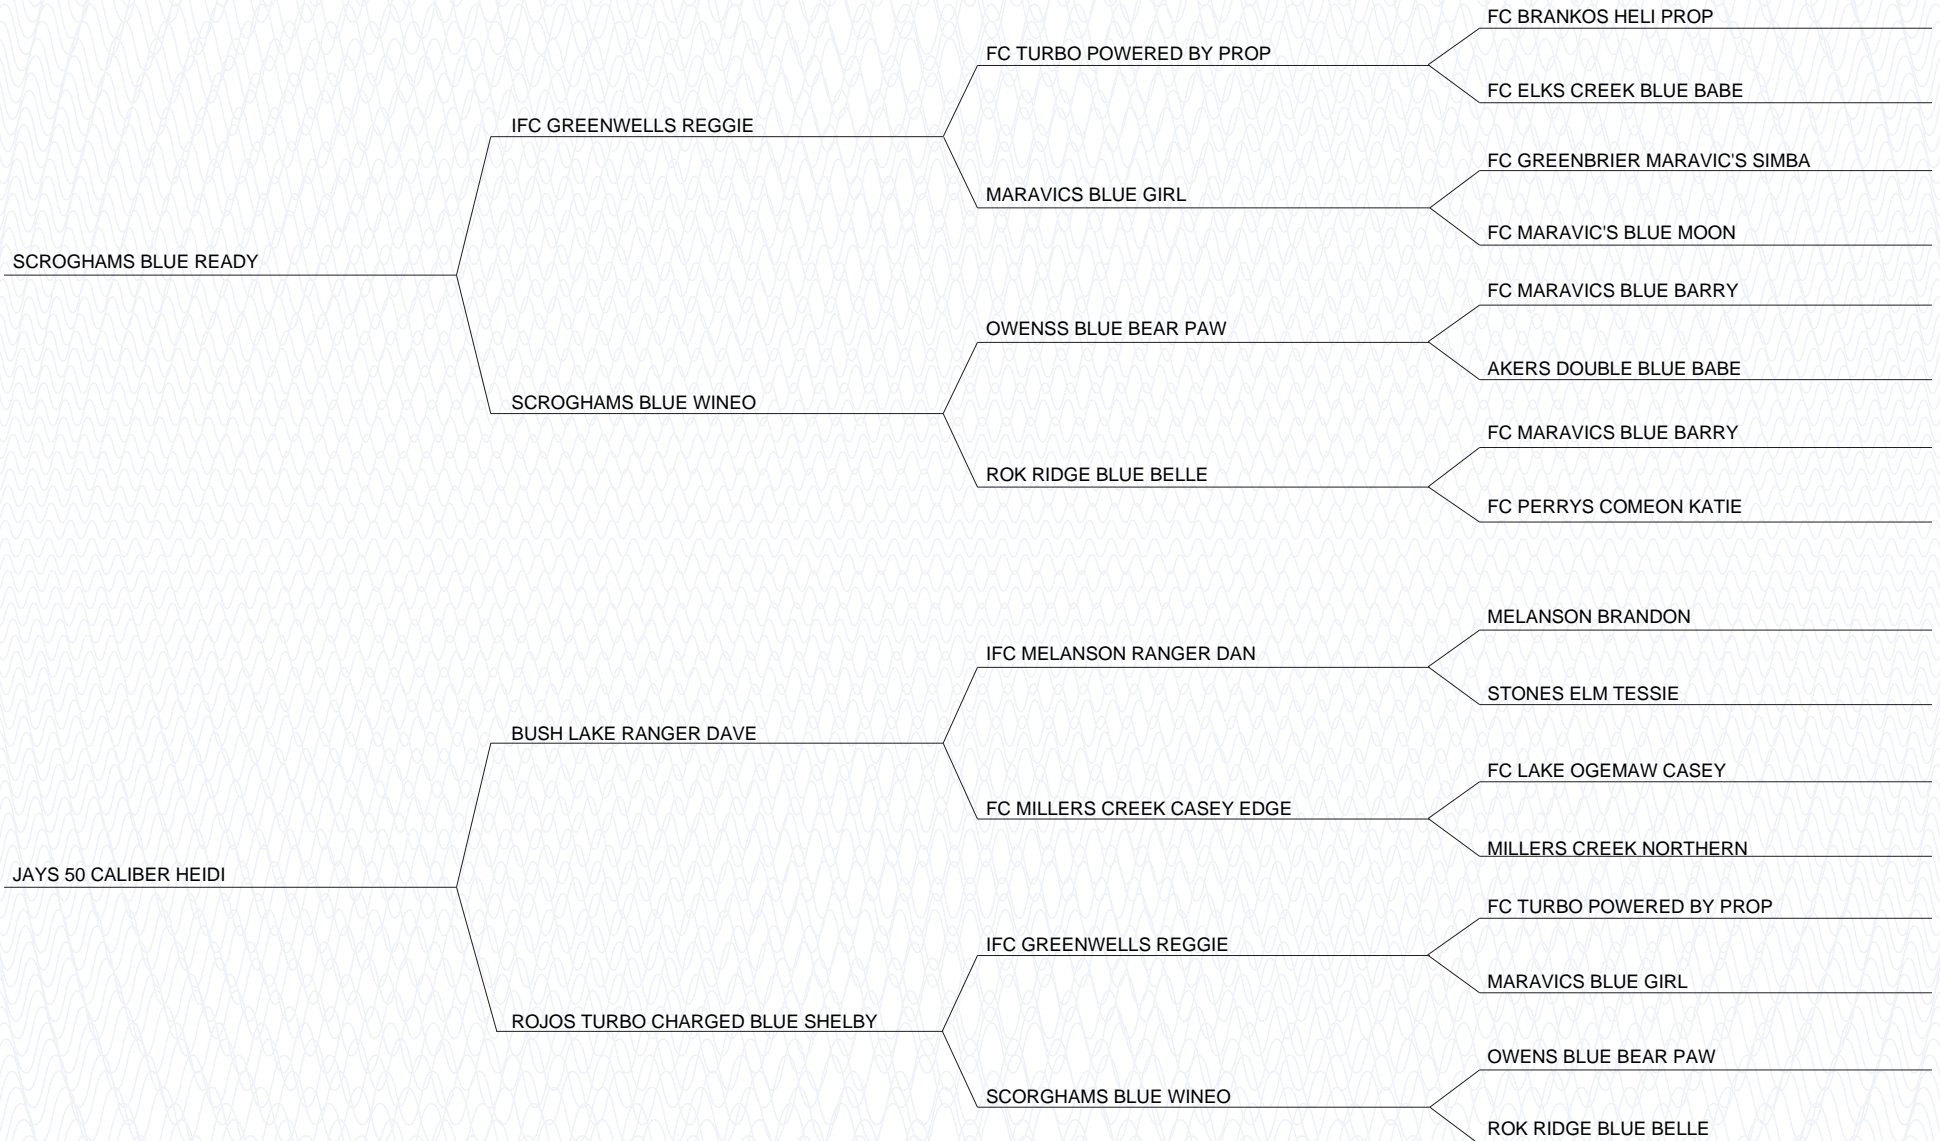 FC BRANKOS HELI PROP
FC TURBO POWERED BY PROP
FC ELKS CREEK BLUE BABE
IFC GREENWELLS REGGIE
FC GREENBRIER MARAVIC'S SIMBA
MARAVICS BLUE GIRL
FC MARAVIC'S BLUE MOON
SCROGHAMS BLUE READY
FC MARAVICS BLUE BARRY
OWENSS BLUE BEAR PAW
AKERS DOUBLE BLUE BABE
SCROGHAMS BLUE WINEO
FC MARAVICS BLUE BARRY
ROK RIDGE BLUE BELLE
FC PERRYS COMEON KATIE
MELANSON BRANDON
IFC MELANSON RANGER DAN
STONES ELM TESSIE
BUSH LAKE RANGER DAVE
FC LAKE OGEMAW CASEY
FC MILLERS CREEK CASEY EDGE
MILLERS CREEK NORTHERN
JAYS 50 CALIBER HEIDI
FC TURBO POWERED BY PROP
IFC GREENWELLS REGGIE
MARAVICS BLUE GIRL
ROJOS TURBO CHARGED BLUE SHELBY
OWENS BLUE BEAR PAW
SCORGHAMS BLUE WINEO
ROK RIDGE BLUE BELLE